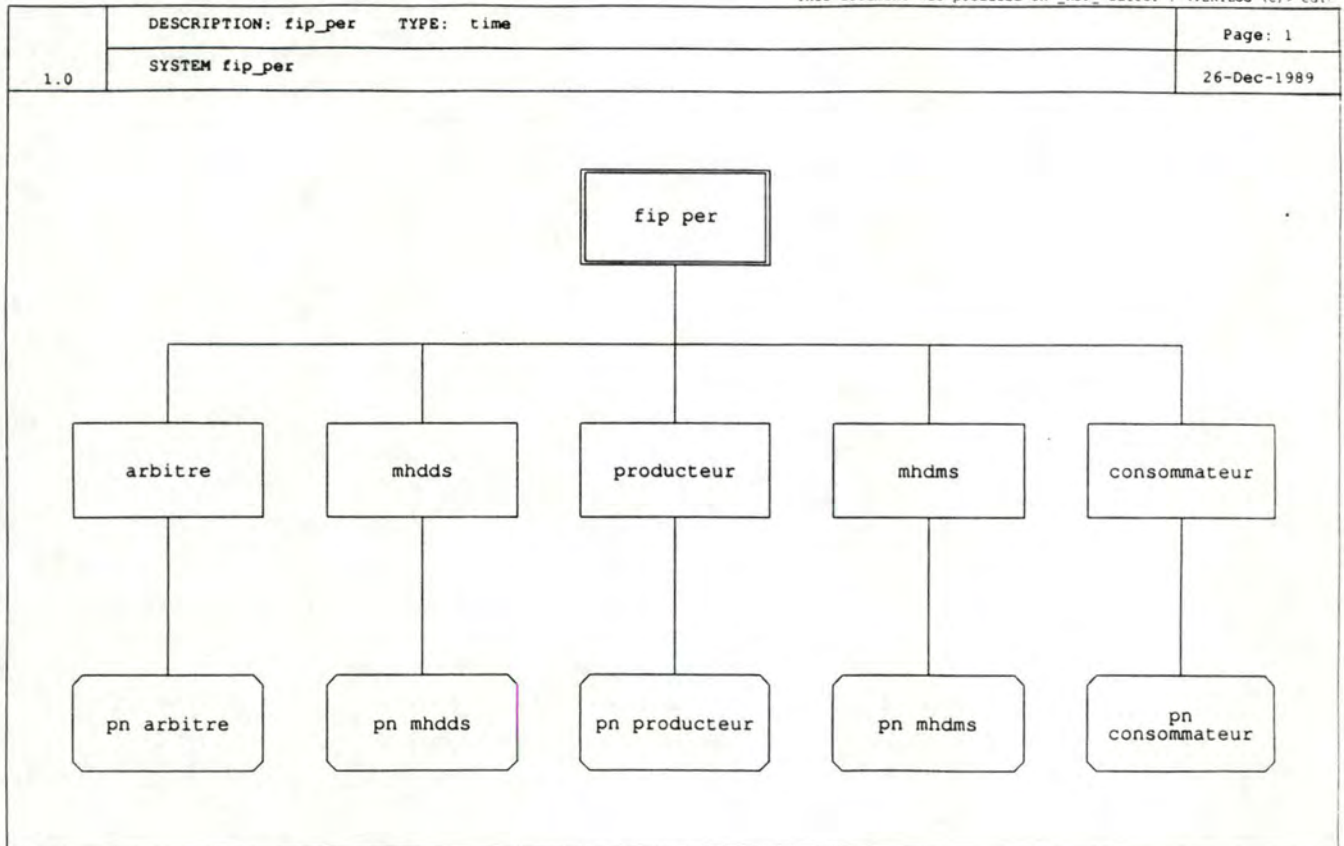 DESCRIPTION: fip_per TYPE: time
Page: 1
1.0
SYSTEM fip_per
26-Dec-1989
fip per
arbitre
mhdds
producteur
mhdms
consommateur
pn arbitre
pn mhdds
pn producteur
pn mhdms
pn
consommateur